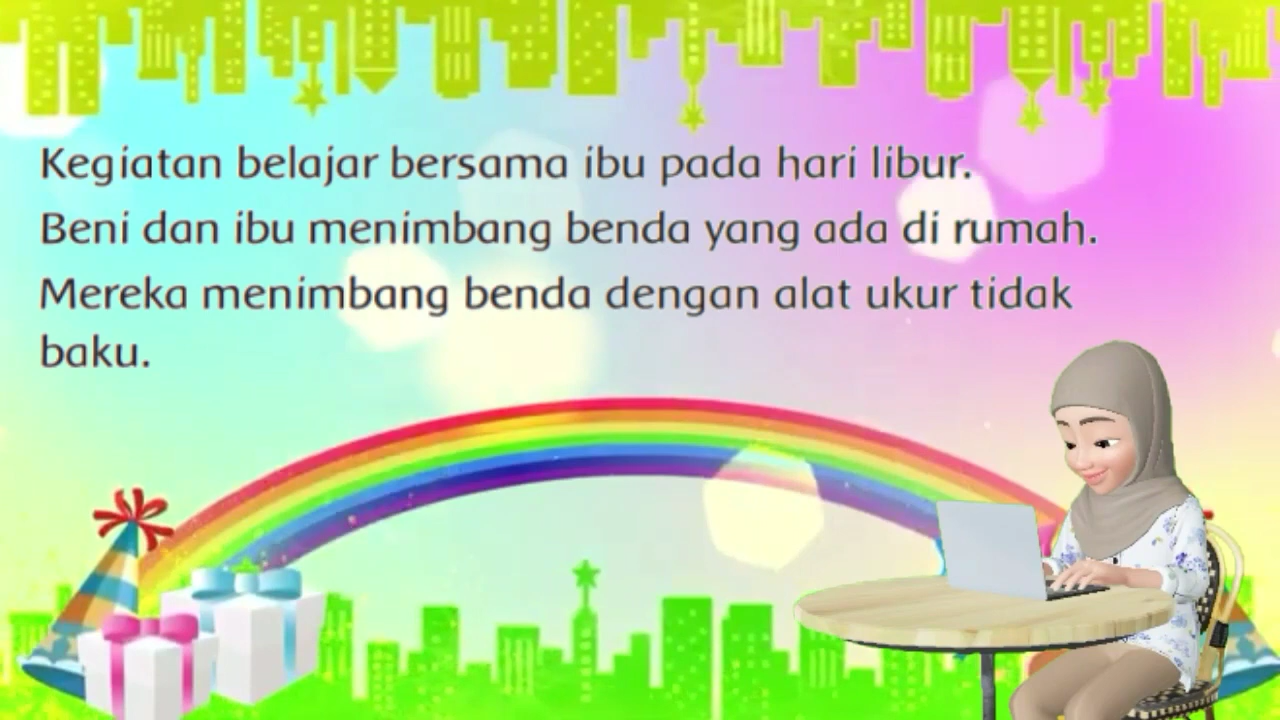 Kegiatan belajar bersama ibu pada hari libur.
Beni dan ibu menimbang benda yang ada di rumah.
Mereka menimbang benda dengan alat ukur tidak
baku.